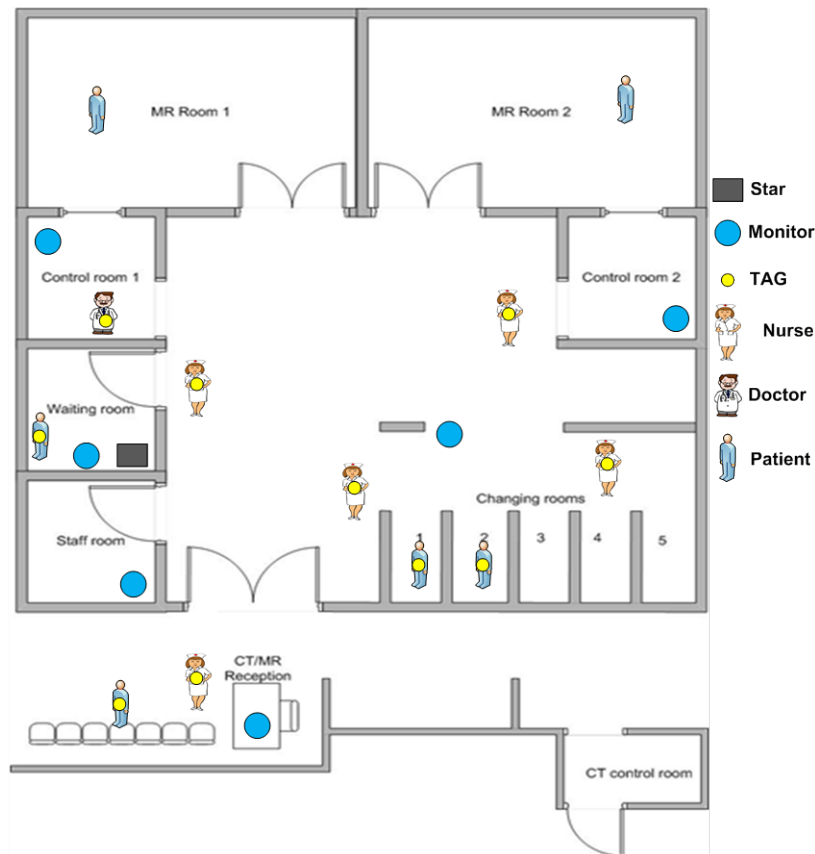 MR Room 1
MR Room 2
Star
Monitor
Control room 1
Control room 2
TAG
Nurse
Waiting room
Doctor
Patient
Changing rooms
Staff room
1
2
3
4
5
CT/MR
Reception
CT control room